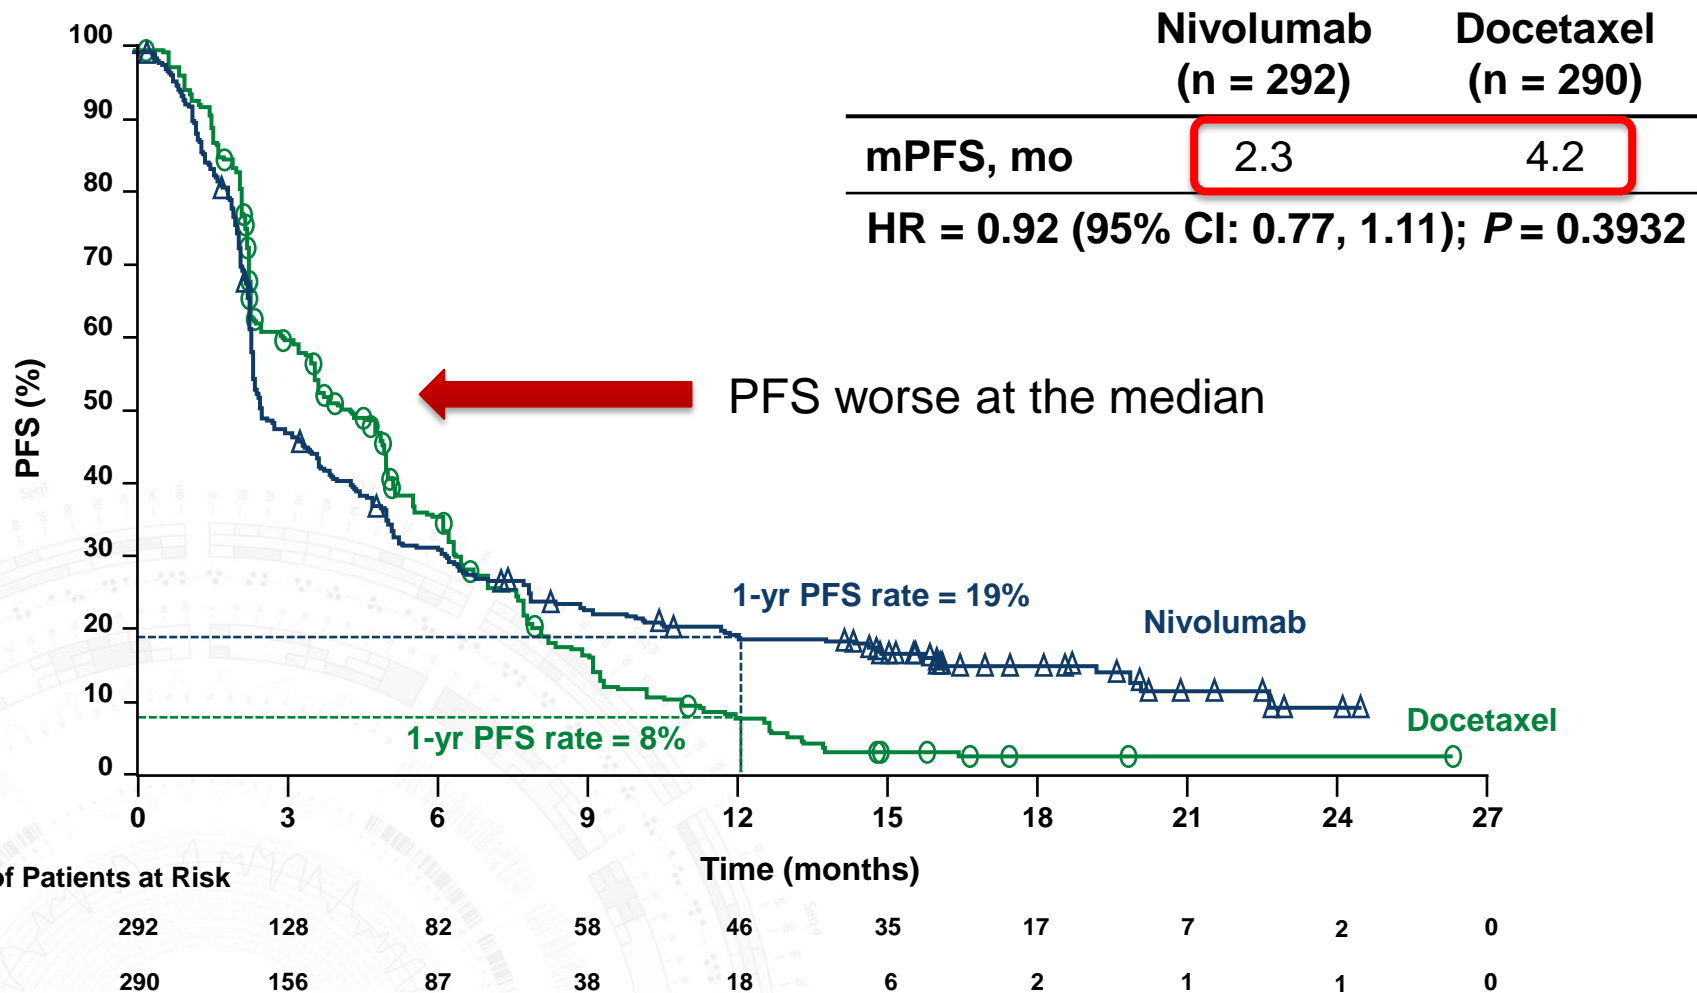 Nivolumab Docetaxel
(n = 292) (n = 290)
mPFS, mo 2.3 4.2
HR = 0.92 (95% CI: 0.77, 1.11); P = 0.3932
PFS worse at the median
PFS (%)
100
90
80
70
60
50
40
30
20
10
0
1-yr PFS rate = 19%
Nivolumab
Docetaxel
1-yr PFS rate = 8%
0 3 6 9 12 15 18 21 24 27
Time (months)
of Patients at Risk
292 128 82 58 46 35 17 7 2 0
290 156 87 38 18 6 2 1 1 0